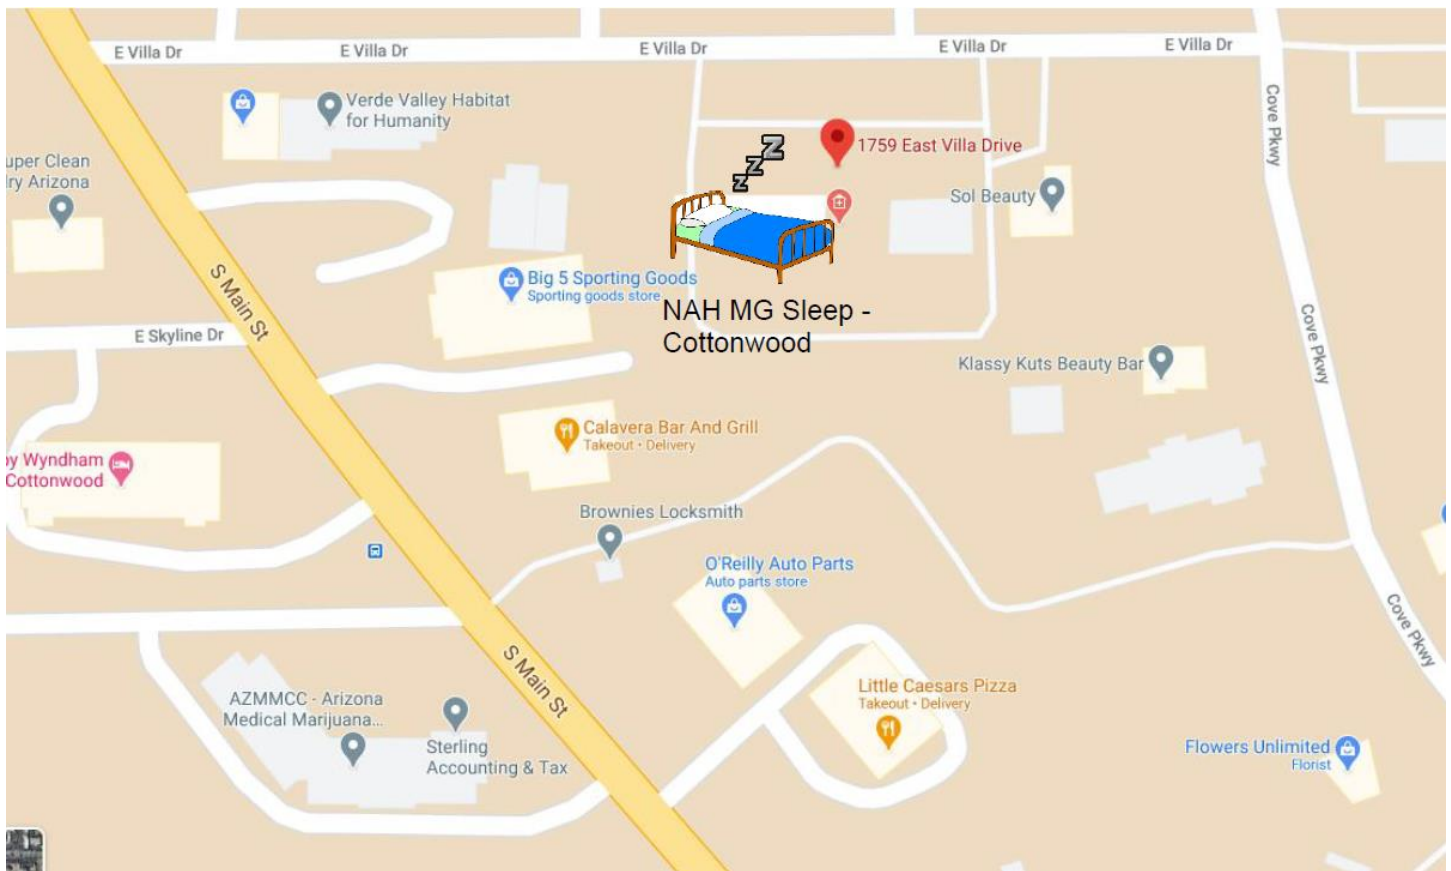 E Villa Dr
E Villa Dr
E Villa Dr
E Villa Dr
E Villa Dr
Verde Valley Habitat
for Humanity
Cove Pkwy
z z Z
1759 East Villa Drive
uper Clean
ry Arizona
Sol Beauty
S Main St
Big 5 Sporting Goods
Sporting goods store
NAH MG Sleep -
Cottonwood
E Skyline Dr
Cove Pkwy
Klassy Kuts Beauty Bar
Calavera Bar And Grill
Takeout • Delivery
by Wyndham
Cottonwood
Brownies Locksmith
O'Reilly Auto Parts
Auto parts store
Cove Pkwy
S Main St
AZMMCC - Arizona
Medical Marijuana...
Little Caesars Pizza
Takeout • Delivery
Sterling
Accounting & Tax
Flowers Unlimited
Florist